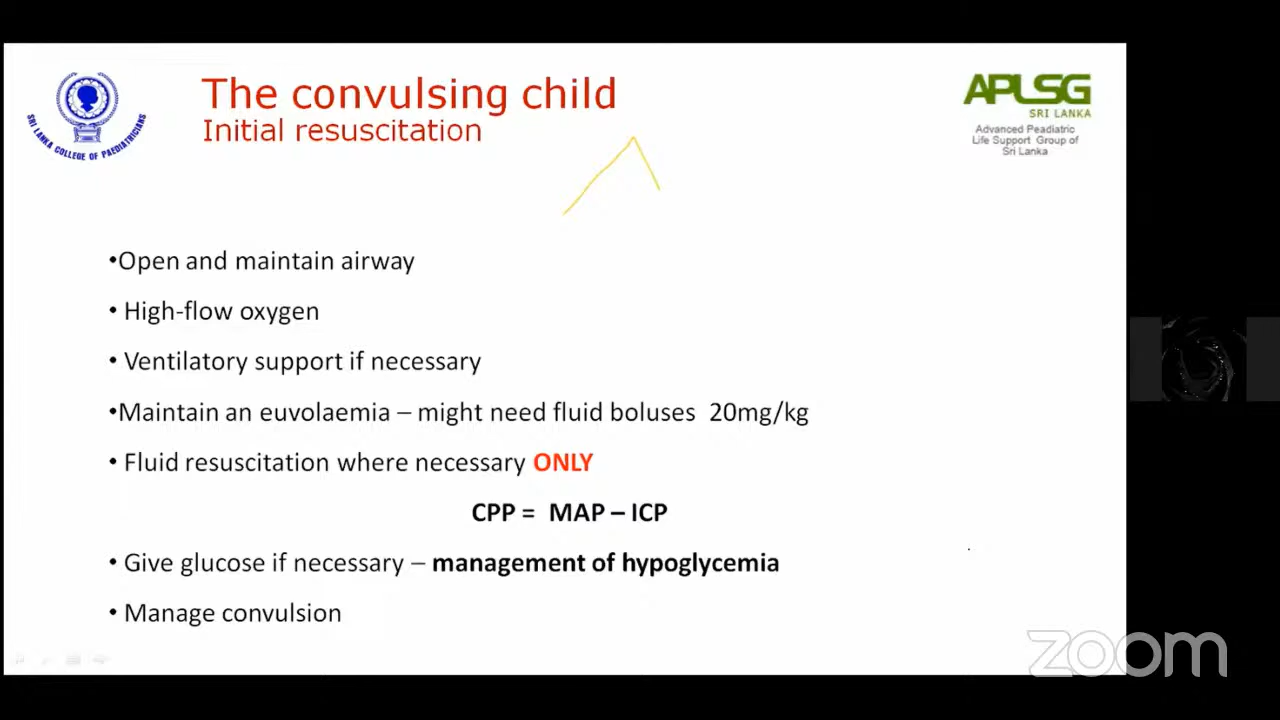 The convulsing child
Initial resuscitation
SRI LANKA COLLEGE OF PAEDIATRICIANS
APLSG
SRI LANKA
Advanced Peadiatric
Life Support Group of
Sri Lanka
•Open and maintain airway
• High-flow oxygen
• Ventilatory support if necessary
•Maintain an euvolaemia – might need fluid boluses 20mg/kg
• Fluid resuscitation where necessary ONLY
CPP = MAP – ICP
• Give glucose if necessary – management of hypoglycemia
• Manage convulsion
zoom